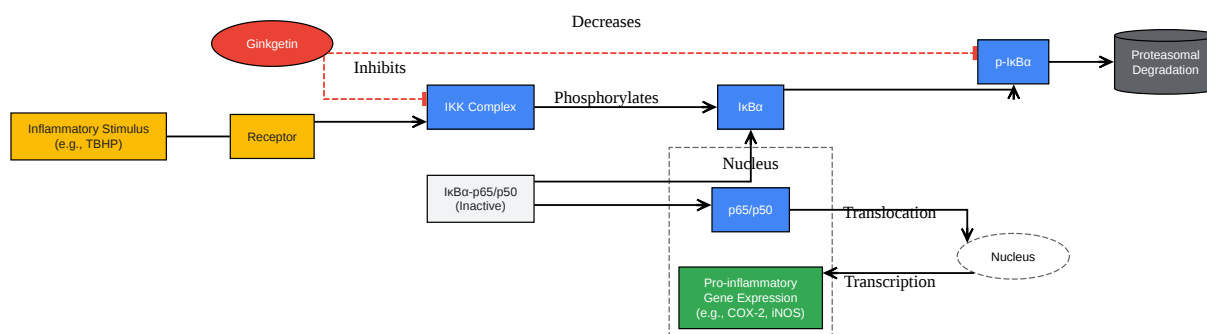 Decreases
Ginkgetin
Inhibits
p-IκBα
Proteasomal
Degradation
IKK Complex
Phosphorylates
IκBα
Inflammatory Stimulus
(e.g., TBHP)
Receptor
Nucleus
IκBα-p65/p50
(Inactive)
p65/p50
Translocation
Nucleus
Pro-inflammatory
Gene Expression
(e.g., COX-2, iNOS)
Transcription